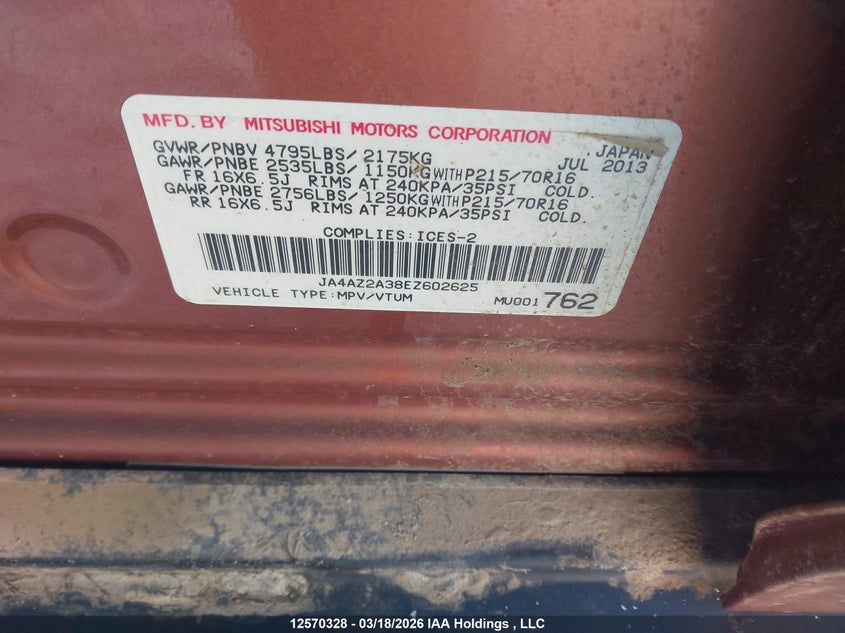 MFD. BY MITSUBISHI MOTORS CORPORATION
JAPAN
GVWR/PNBV 4795LBS/ 2175KG JUL 2013
GAWR/PNBE 2535LBS/ 1150KG WITH P215/70R16
FR 16X6.5J RIMS AT 240KPA/35PSI COLD.
GAWR/PNBE 2756LBS/ 1250KG WITH P215/70R16
RR 16X6.5J RIMS AT 240KPA/35PSI COLD.
COMPLIES:ICES-2
JA4AZ2A38EZ602625
VEHICLE TYPE:MPV/VTUM MU001 762
12570328 - 03/18/2026 IAA Holdings , LLC